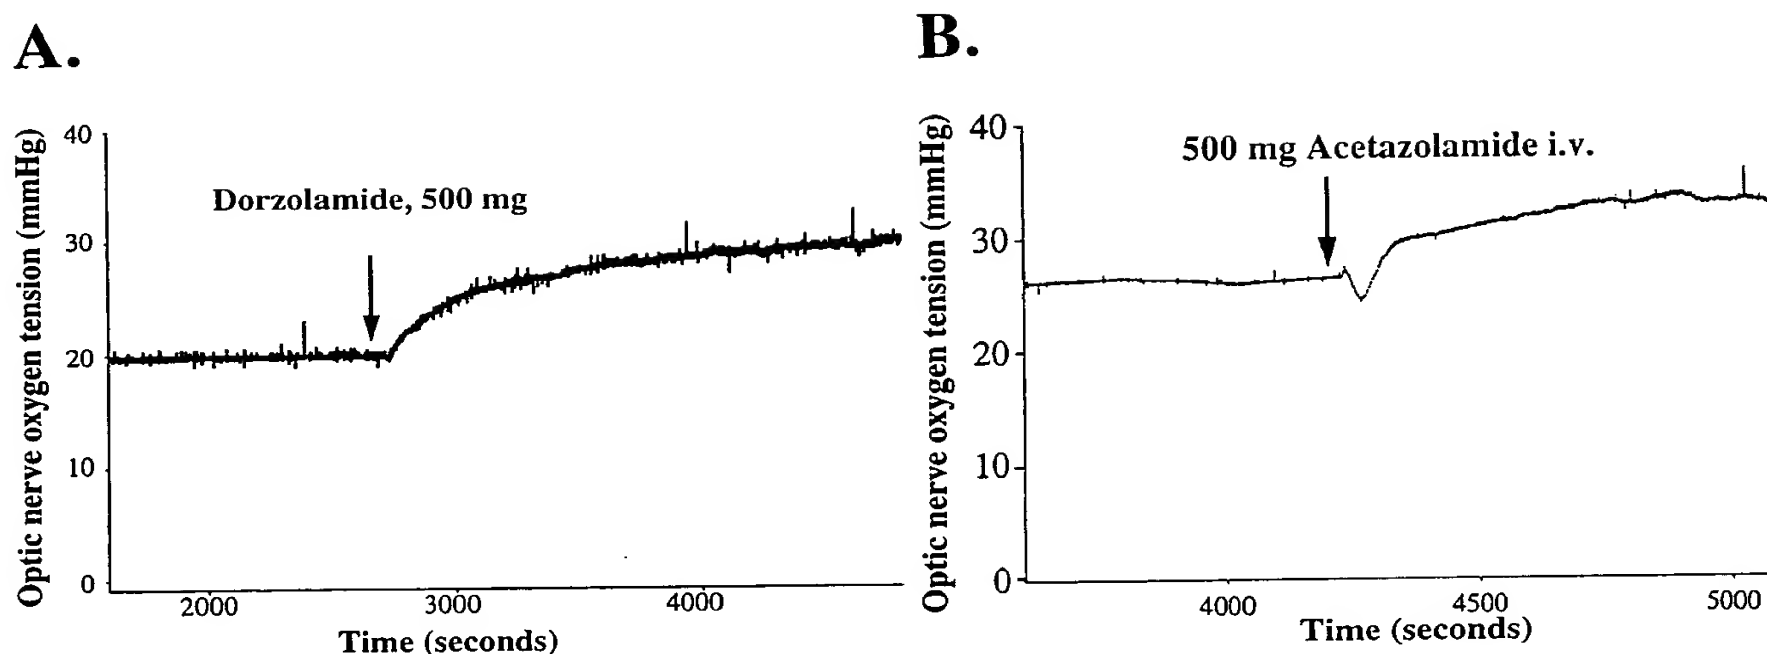 A.
Optic nerve oxygen tension (mmHg)
40
30
20
10
0
Dorzolamide, 500 mg
2000 3000 4000
Time (seconds)
B.
Optic nerve oxygen tension (mmHg)
40
30
20
10
0
500 mg Acetazolamide i.v.
4000 4500 5000
Time (seconds)